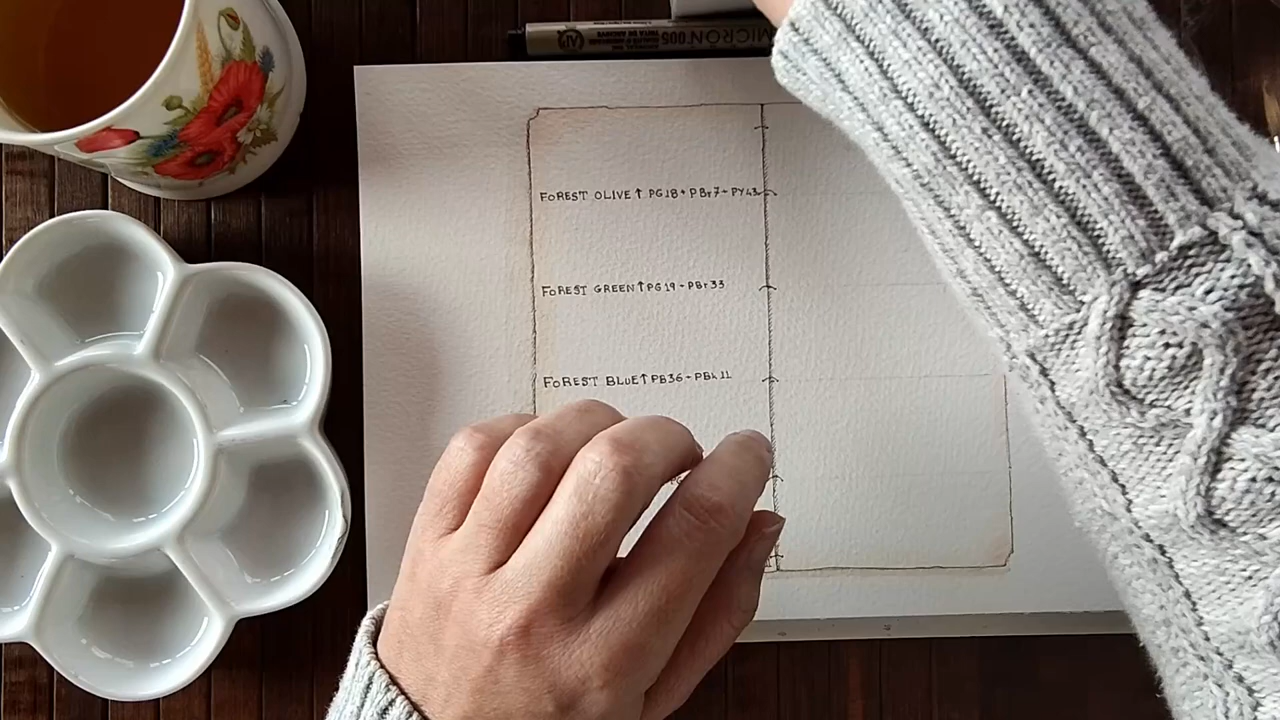 MICRON 005
FOREST OLIVE↑ PG18+ PBr7+ PY43
FOREST GREEN↑PG19-PBr33
FOREST BLUE↑PB36-PBk11